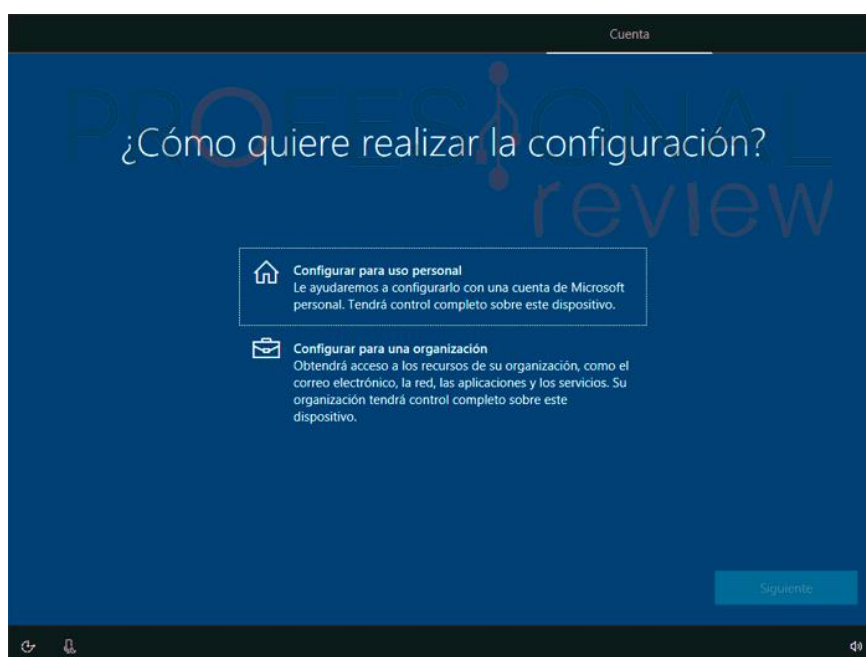 Cuenta
PROFESIONAL
review
¿Cómo quiere realizar la configuración?
Configurar para uso personal
Le ayudaremos a configurarlo con una cuenta de Microsoft
personal. Tendrá control completo sobre este dispositivo.
Configurar para una organización
Obtendrá acceso a los recursos de su organización, como el
correo electrónico, la red, las aplicaciones y los servicios. Su
organización tendrá control completo sobre este
dispositivo.
Siguiente